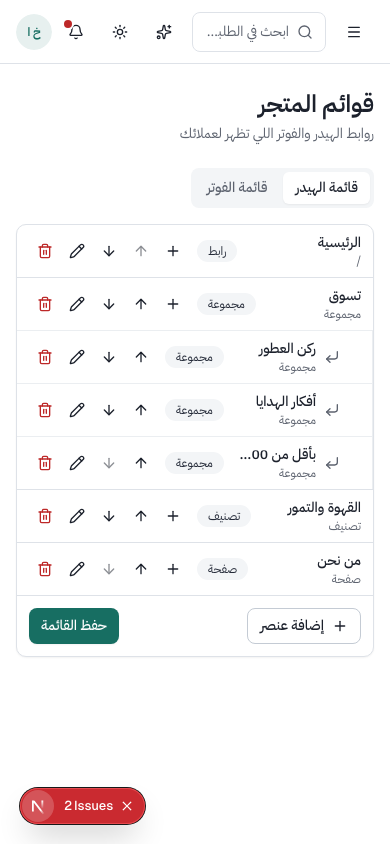 خ ا
ابحث في الطلبـ...
قوائم المتجر
روابط الهيدر والفوتر اللي تظهر لعملائك
قائمة الهيدر
قائمة الفوتر
الرئيسية
/
رابط
تسوق
مجموعة
مجموعة
ركن العطور
مجموعة
مجموعة
أفكار الهدايا
مجموعة
مجموعة
بأقل من 00...
مجموعة
مجموعة
القهوة والتمور
تصنيف
تصنيف
من نحن
صفحة
صفحة
إضافة عنصر
حفظ القائمة
N 2 Issues